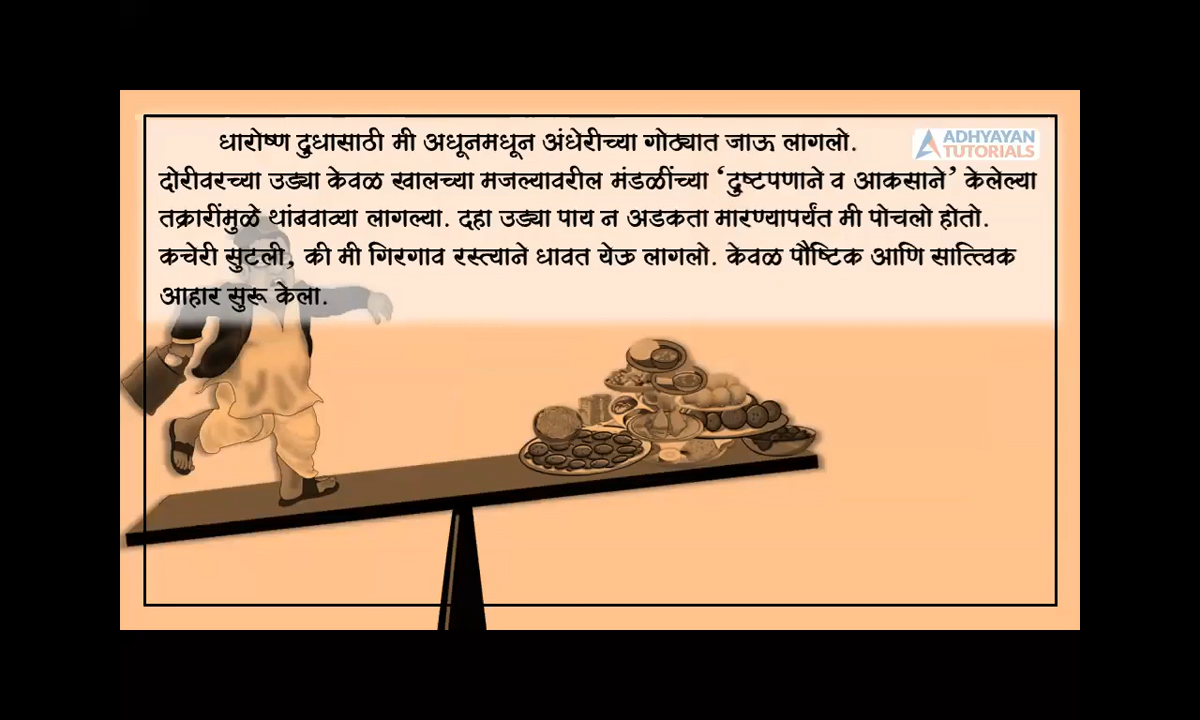 धारोष्ण दुधासाठी मी अधूनमधून अंधेरीच्या गोठ्यात जाऊ लागलो.
ADHYAYAN
TUTORIALS
दोरीवरच्या उड्या केवळ खालच्या मजल्यावरील मंडळींच्या ‘दुष्टपणाने व आकसाने’ केलेल्या
तक्रारींमुळे थांबवाव्या लागल्या. दहा उड्या पाय न अडकता मारण्यापर्यंत मी पोचलो होतो.
कचेरी सुटली, की मी गिरगाव रस्त्याने धावत येऊ लागलो. केवळ पौष्टिक आणि सात्त्विक
आहार सुरू केला.